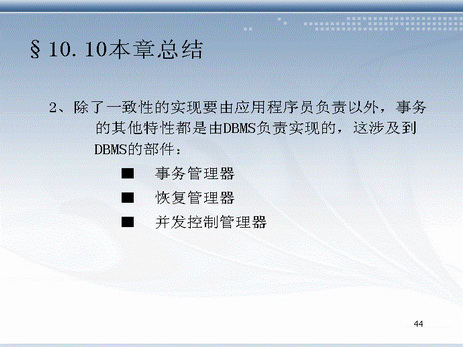 §10.10本章总结
2、除了一致性的实现要由应用程序员负责以外，事务
的其他特性都是由DBMS负责实现的，这涉及到
DBMS的部件：
■ 事务管理器
■ 恢复管理器
■ 并发控制管理器
44